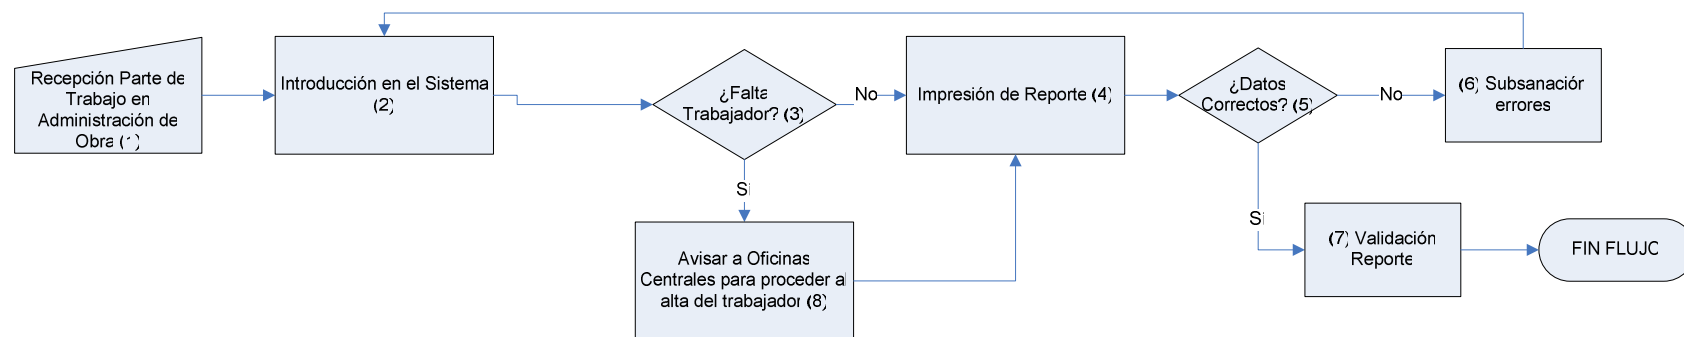 Recepción Parte de
Trabajo en
Administración de
Obra (1)
Introducción en el Sistema
(2)
¿Falta
Trabajador? (3)
No
Impresión de Reporte (4)
¿Datos
Correctos? (5)
No
(6) Subsanación
errores
Si
Avisar a Oficinas
Centrales para proceder al
alta del trabajador (8)
Si
(7) Validación
Reporte
FIN FLUJO